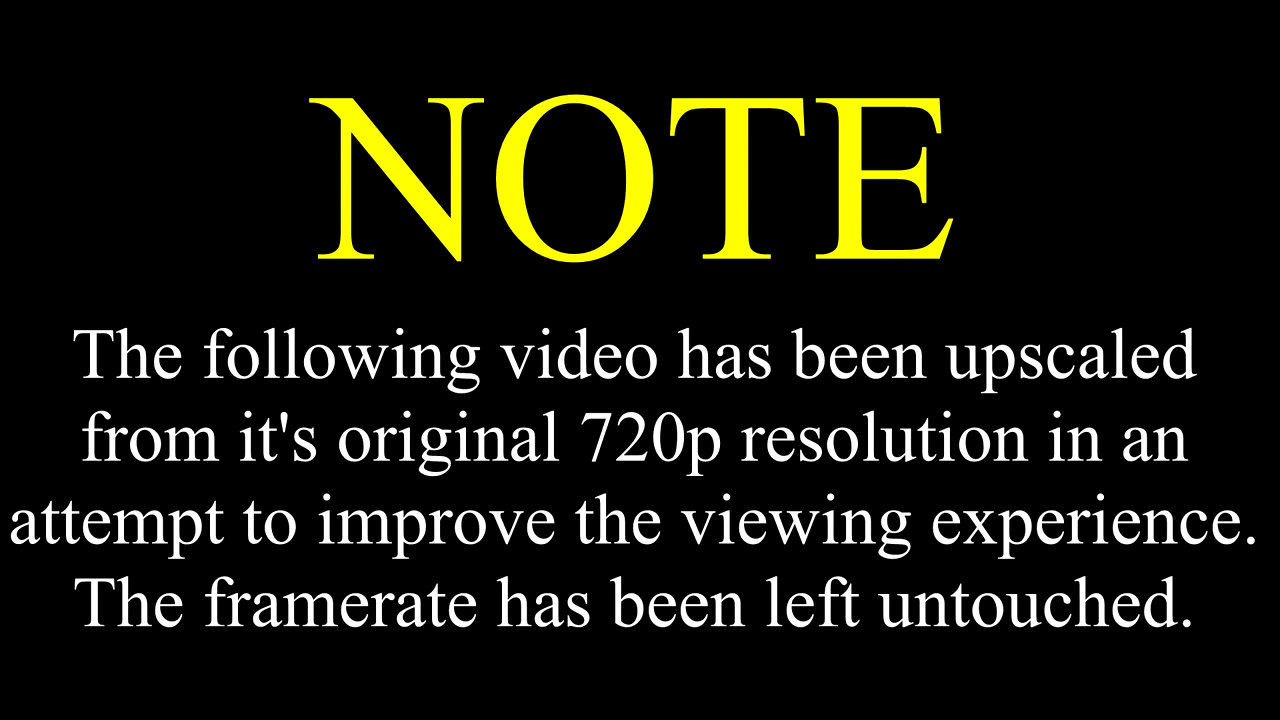 NOTE
The following video has been upscaled
from it's original 720p resolution in an
attempt to improve the viewing experience.
The framerate has been left untouched.